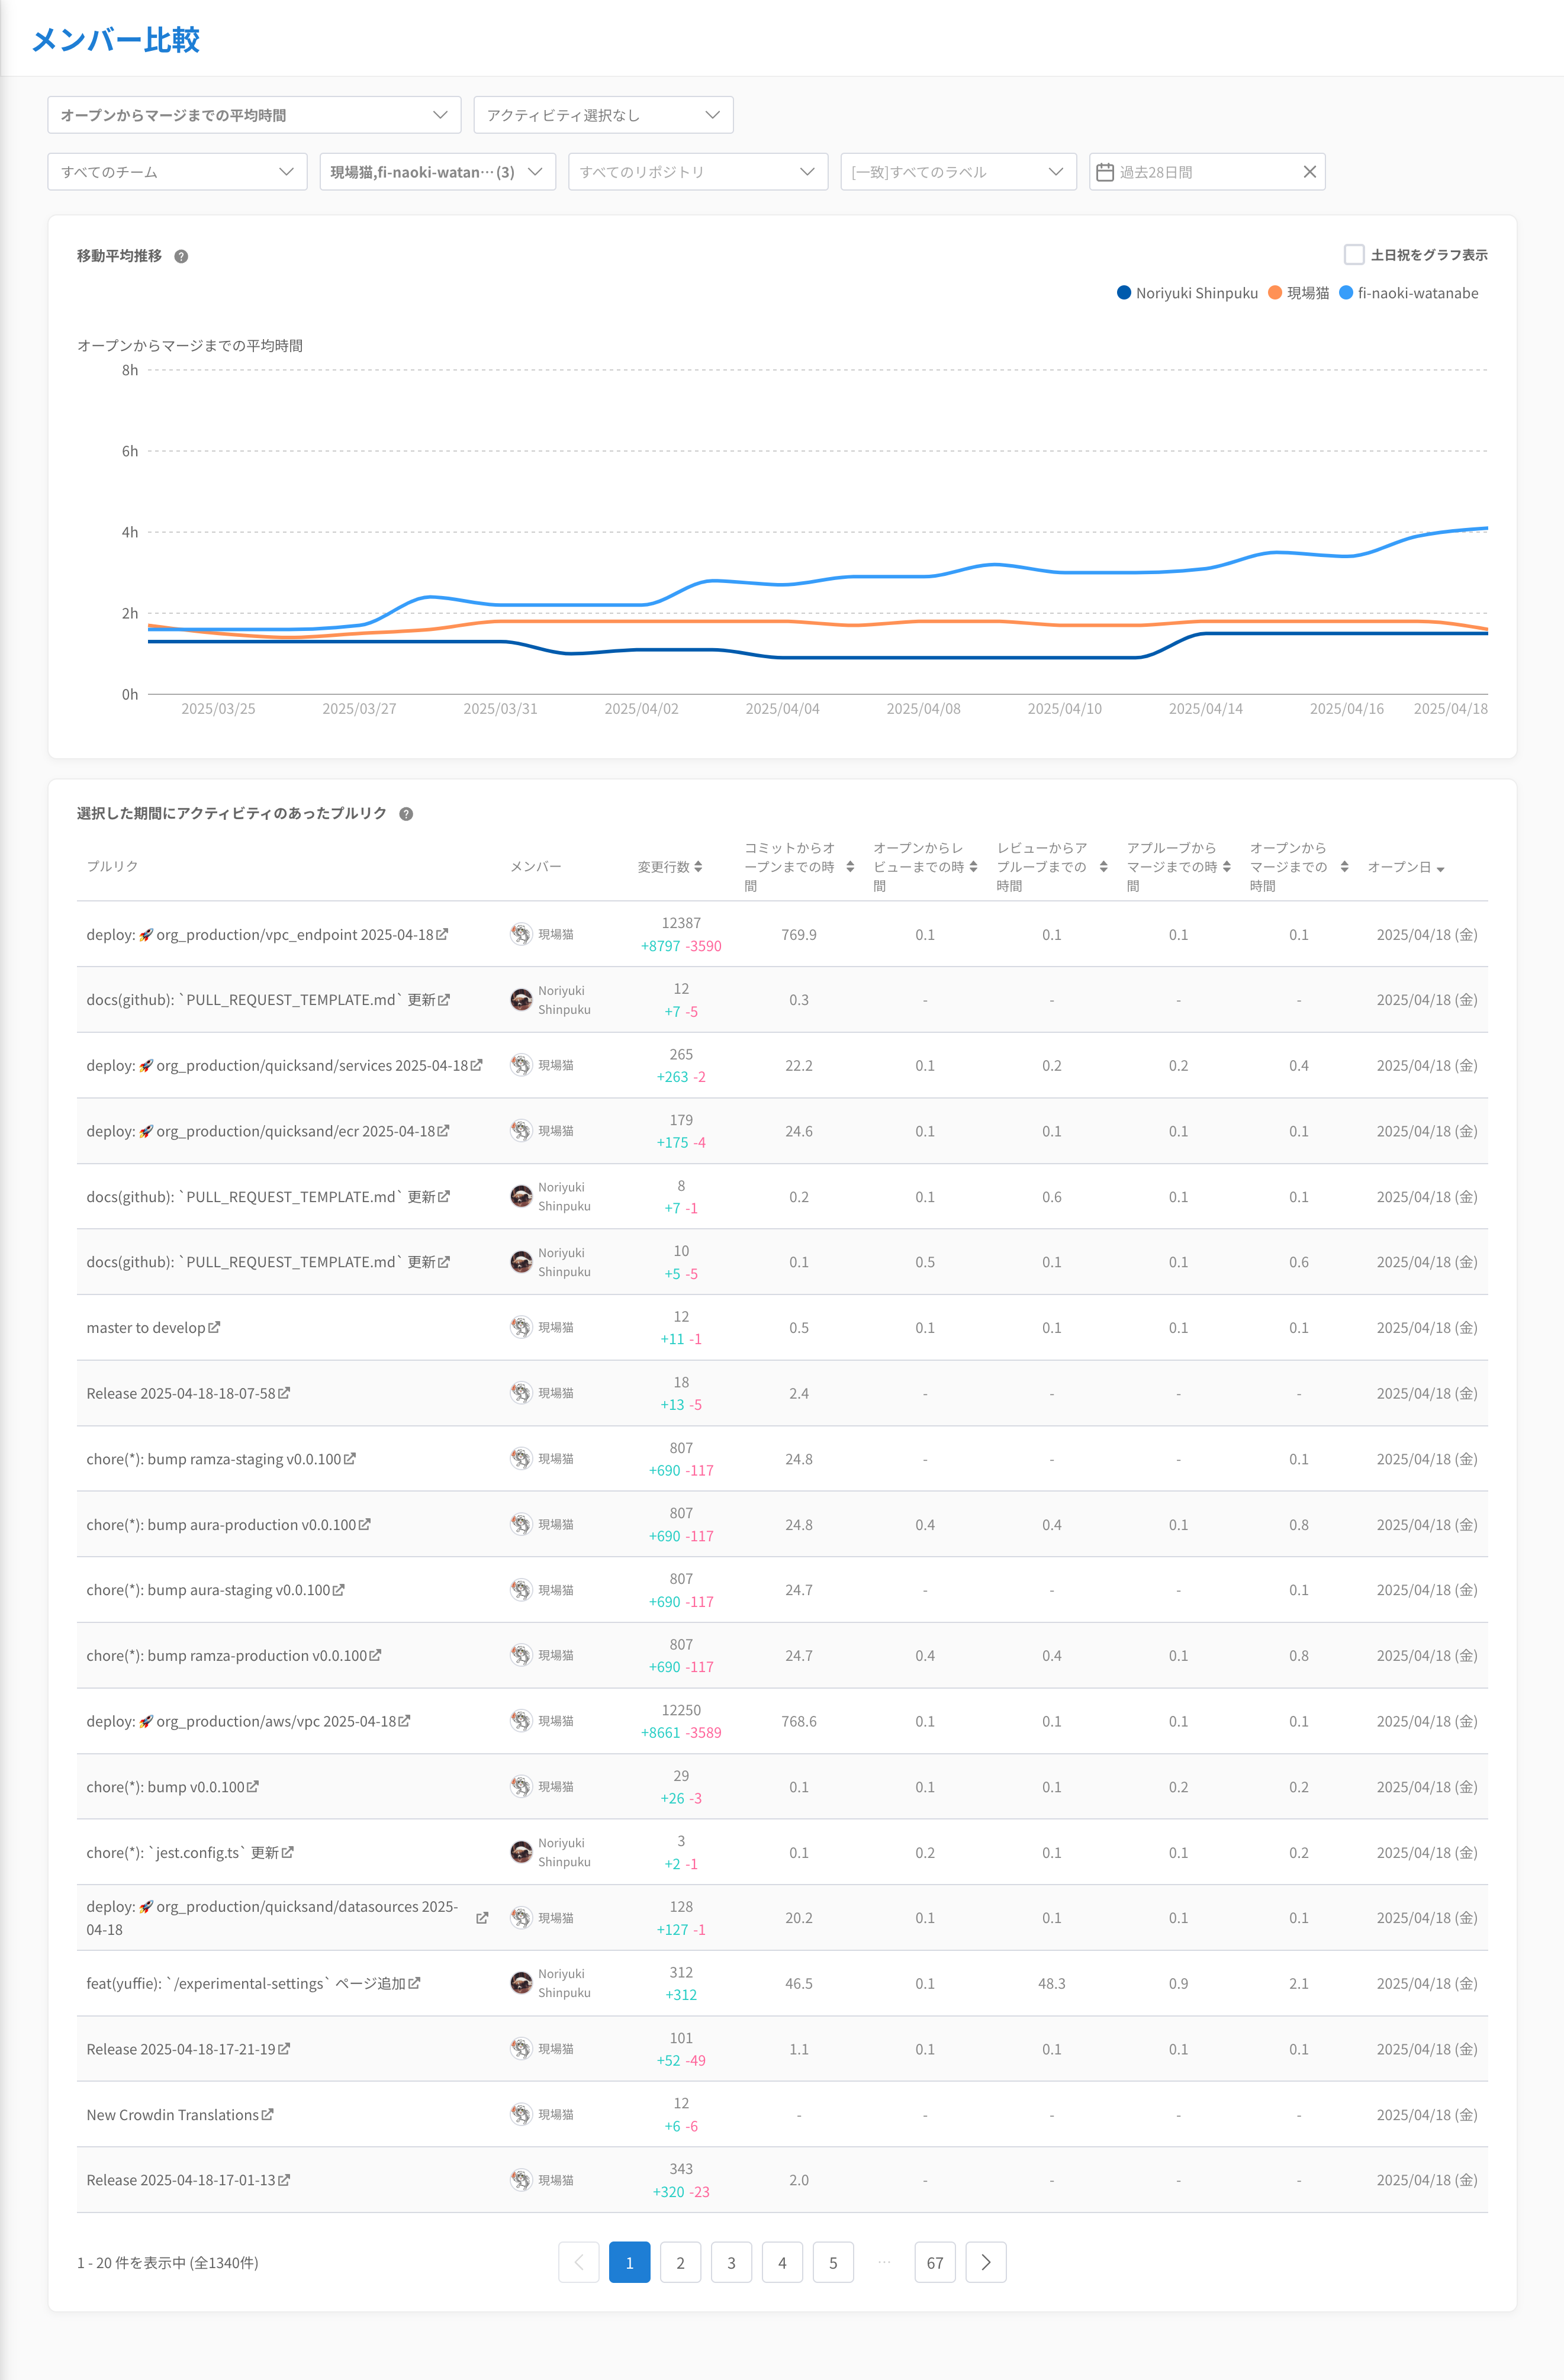 メンバー比較
オープンからマージまでの平均時間
アクティビティ選択なし
すべてのチーム
現場猫,fi-naoki-watan… (3)
すべてのリポジトリ
[一致]すべてのラベル
過去28日間
移動平均推移 ?
土日祝をグラフ表示
Noriyuki Shinpuku 現場猫 fi-naoki-watanabe
オープンからマージまでの平均時間
8h
6h
4h
2h
0h
2025/03/25 2025/03/27 2025/03/31 2025/04/02 2025/04/04 2025/04/08 2025/04/10 2025/04/14 2025/04/16 2025/04/18
選択した期間にアクティビティのあったプルリク ?
プルリク
メンバー
変更行数
コミットからオ
ープンまでの時
間
オープンからレ
ビューまでの時
間
レビューからア
プルーブまでの
時間
アプルーブから
マージまでの時
間
オープンから
マージまでの
時間
オープン日
deploy: 🚀 org_production/vpc_endpoint 2025-04-18
現場猫
12387
+8797 -3590
769.9 0.1 0.1 0.1 0.1 2025/04/18 (金)
docs(github): `PULL_REQUEST_TEMPLATE.md` 更新
Noriyuki
Shinpuku
12
+7 -5
0.3 - - - - 2025/04/18 (金)
deploy: 🚀 org_production/quicksand/services 2025-04-18
現場猫
265
+263 -2
22.2 0.1 0.2 0.2 0.4 2025/04/18 (金)
deploy: 🚀 org_production/quicksand/ecr 2025-04-18
現場猫
179
+175 -4
24.6 0.1 0.1 0.1 0.1 2025/04/18 (金)
docs(github): `PULL_REQUEST_TEMPLATE.md` 更新
Noriyuki
Shinpuku
8
+7 -1
0.2 0.1 0.6 0.1 0.1 2025/04/18 (金)
docs(github): `PULL_REQUEST_TEMPLATE.md` 更新
Noriyuki
Shinpuku
10
+5 -5
0.1 0.5 0.1 0.1 0.6 2025/04/18 (金)
master to develop
現場猫
12
+11 -1
0.5 0.1 0.1 0.1 0.1 2025/04/18 (金)
Release 2025-04-18-18-07-58
現場猫
18
+13 -5
2.4 - - - - 2025/04/18 (金)
chore(*): bump ramza-staging v0.0.100
現場猫
807
+690 -117
24.8 - - - 0.1 2025/04/18 (金)
chore(*): bump aura-production v0.0.100
現場猫
807
+690 -117
24.8 0.4 0.4 0.1 0.8 2025/04/18 (金)
chore(*): bump aura-staging v0.0.100
現場猫
807
+690 -117
24.7 - - - 0.1 2025/04/18 (金)
chore(*): bump ramza-production v0.0.100
現場猫
807
+690 -117
24.7 0.4 0.4 0.1 0.8 2025/04/18 (金)
deploy: 🚀 org_production/aws/vpc 2025-04-18
現場猫
12250
+8661 -3589
768.6 0.1 0.1 0.1 0.1 2025/04/18 (金)
chore(*): bump v0.0.100
現場猫
29
+26 -3
0.1 0.1 0.1 0.2 0.2 2025/04/18 (金)
chore(*): `jest.config.ts` 更新
Noriyuki
Shinpuku
3
+2 -1
0.1 0.2 0.1 0.1 0.2 2025/04/18 (金)
deploy: 🚀 org_production/quicksand/datasources 2025-
04-18
現場猫
128
+127 -1
20.2 0.1 0.1 0.1 0.1 2025/04/18 (金)
feat(yuffie): `/experimental-settings` ページ追加
Noriyuki
Shinpuku
312
+312
46.5 0.1 48.3 0.9 2.1 2025/04/18 (金)
Release 2025-04-18-17-21-19
現場猫
101
+52 -49
1.1 0.1 0.1 0.1 0.1 2025/04/18 (金)
New Crowdin Translations
現場猫
12
+6 -6
- - - - - 2025/04/18 (金)
Release 2025-04-18-17-01-13
現場猫
343
+320 -23
2.0 - - - - 2025/04/18 (金)
1 - 20 件を表示中 (全1340件)
1 2 3 4 5 ··· 67